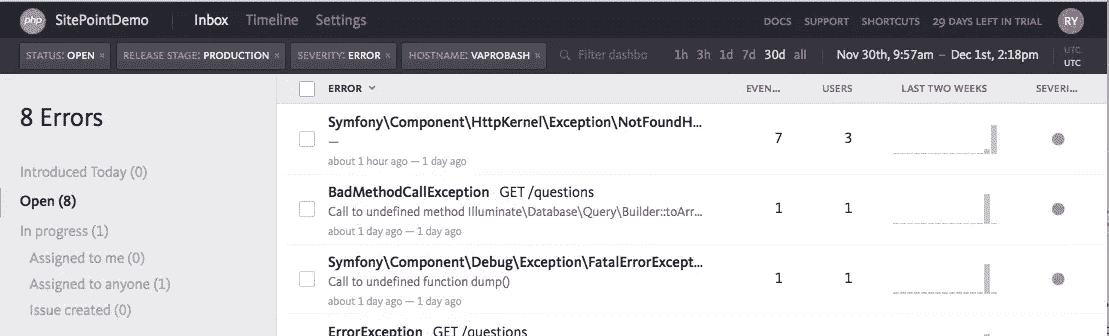 php SitePointDemo Inbox Timeline Settings DOCS SUPPORT SHORTCUTS 29 DAYS LEFT IN TRIAL RY
STATUS: OPEN × RELEASE STAGE: PRODUCTION × SEVERITY: ERROR × HOSTNAME: VAPROBASH × Filter dashbo 1h 3h 1d 7d 30d all Nov 30th, 9:57am – Dec 1st, 2:18pm UTC UTC
8 Errors
Introduced Today (0)
Open (8)
In progress (1)
Assigned to me (0)
Assigned to anyone (1)
Issue created (0)
ERROR EVEN... USERS LAST TWO WEEKS SEVERI...
Symfony\Component\HttpKernel\Exception\NotFoundH... 7 3
—
about 1 hour ago — 1 day ago
BadMethodCallException GET /questions 1 1
Call to undefined method Illuminate\Database\Query\Builder::toArr...
about 1 day ago — 1 day ago
Symfony\Component\Debug\Exception\FatalErrorExcept... 1 1
Call to undefined function dump()
about 1 day ago — 1 day ago
ErrorException GET /questions